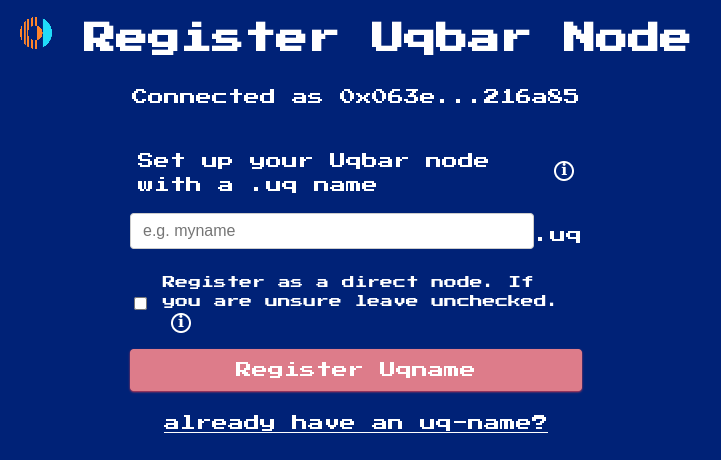 Register Uqbar Node
Connected as 0x063e...216a85
Set up your Uqbar node
with a .uq name
e.g. myname
.uq
Register as a direct node. If
you are unsure leave unchecked.
Register Uqname
already have an uq-name?